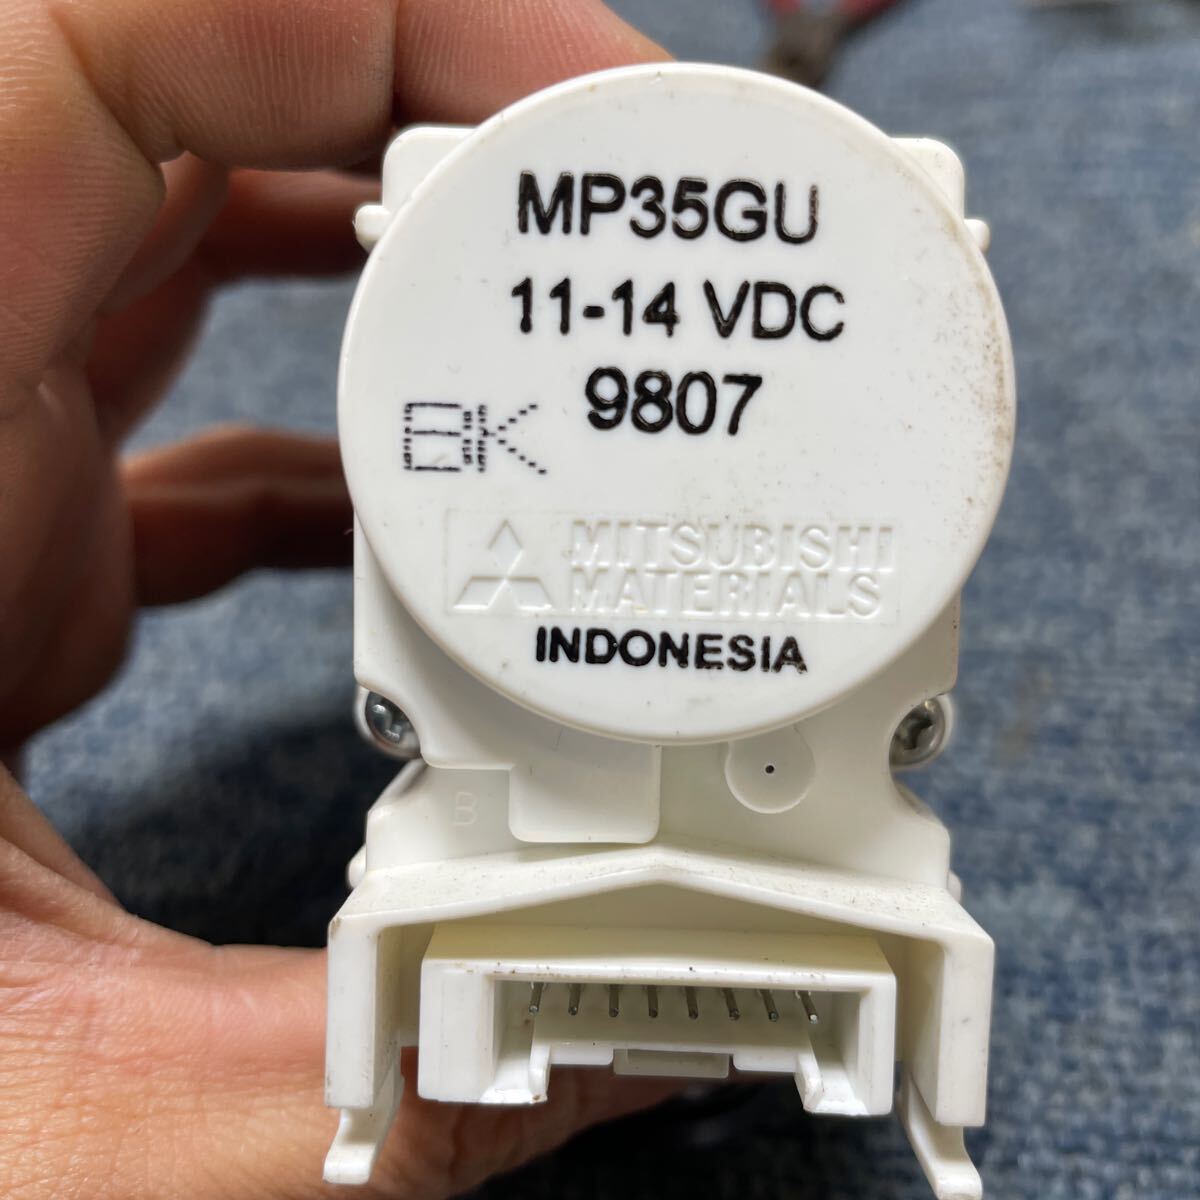 MP35GU
11-14 VDC
9807
BK
MITSUBISHI
MATERIALS
INDONESIA
B